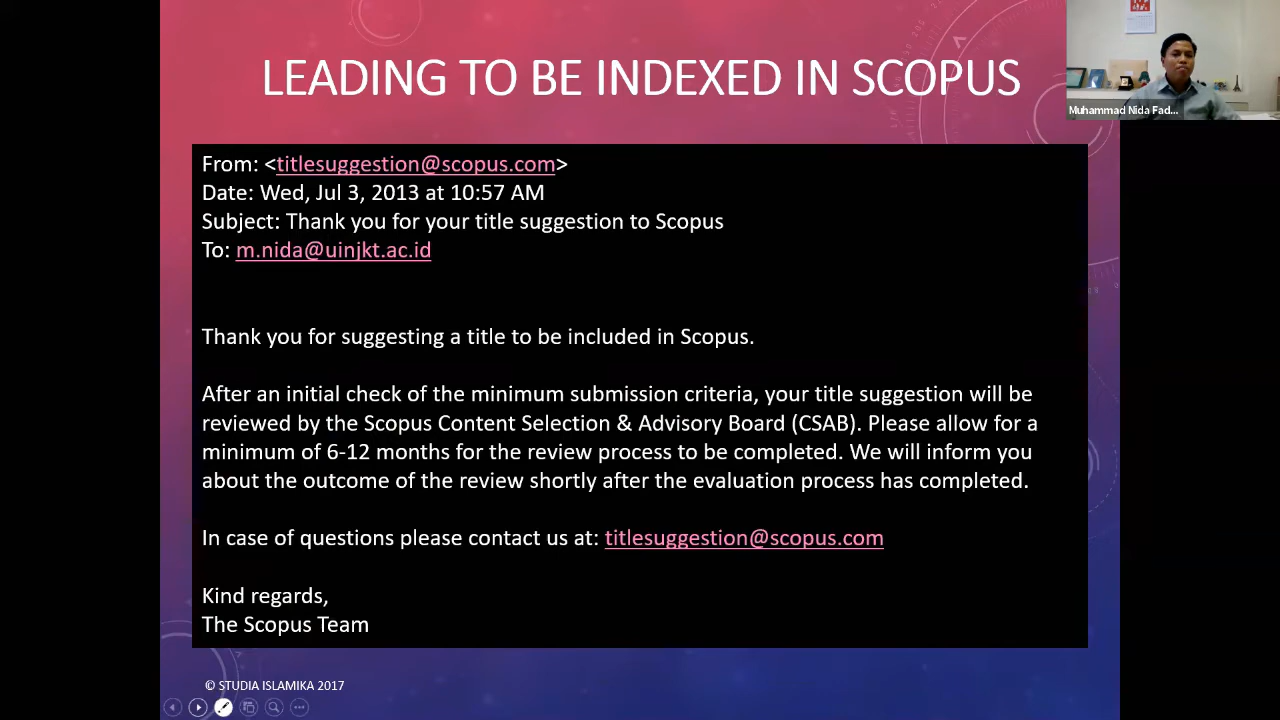 LEADING TO BE INDEXED IN SCOPUS
Muhammad Nida Fad...
From: <titlesuggestion@scopus.com>
Date: Wed, Jul 3, 2013 at 10:57 AM
Subject: Thank you for your title suggestion to Scopus
To: m.nida@uinjkt.ac.id
Thank you for suggesting a title to be included in Scopus.
After an initial check of the minimum submission criteria, your title suggestion will be
reviewed by the Scopus Content Selection & Advisory Board (CSAB). Please allow for a
minimum of 6-12 months for the review process to be completed. We will inform you
about the outcome of the review shortly after the evaluation process has completed.
In case of questions please contact us at: titlesuggestion@scopus.com
Kind regards,
The Scopus Team
© STUDIA ISLAMIKA 2017